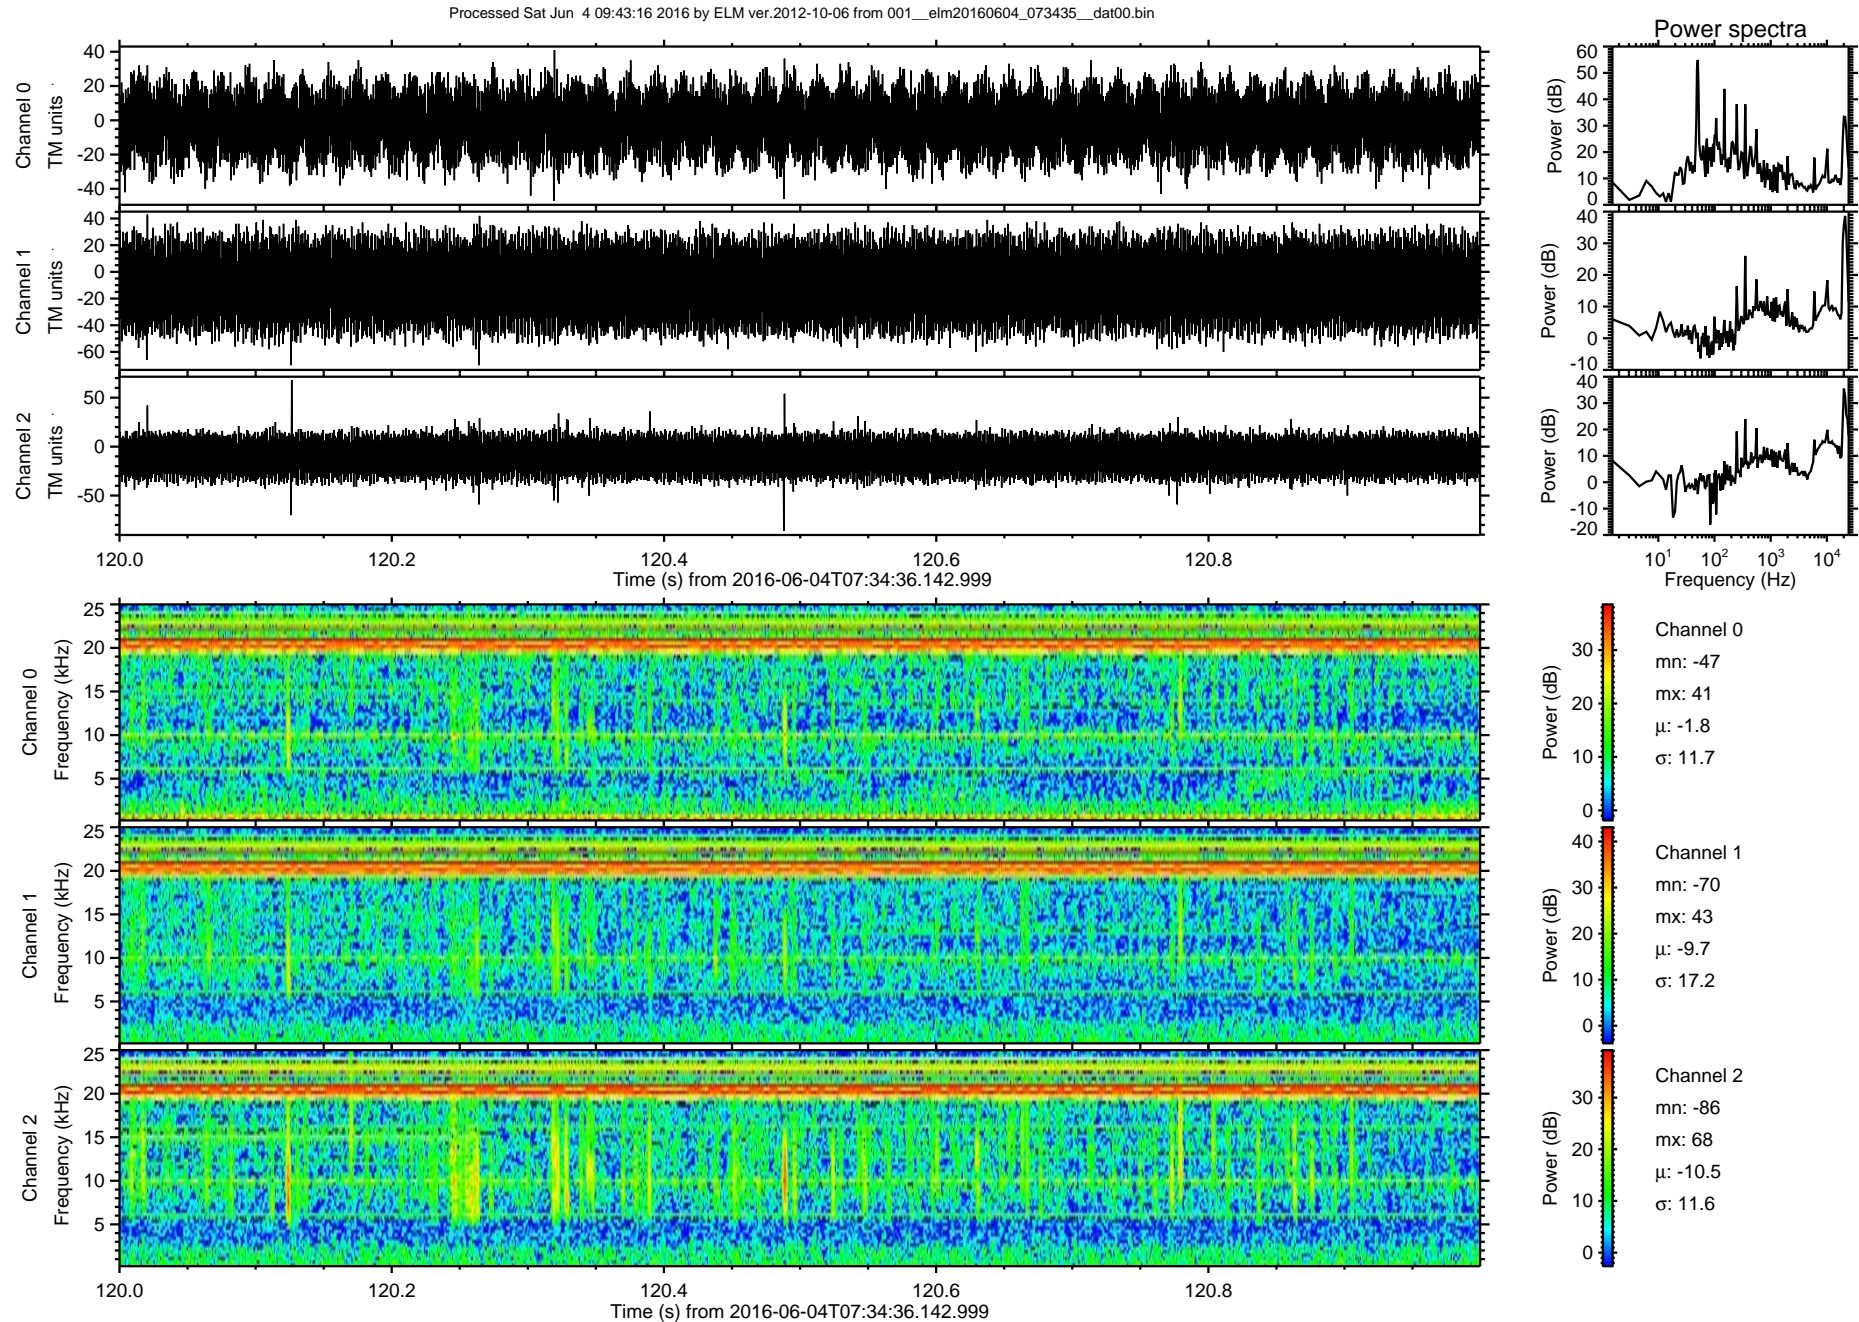 Processed Sat Jun  4 09:43:16 2016 by ELM ver.2012-10-06 from 001__elm20160604_073435__dat00.bin
Power spectra
Channel 0
TM units
40
20
0
-20
-40
Power (dB)
60
50
40
30
20
10
0
Channel 1
TM units
40
20
0
-20
-40
-60
Power (dB)
40
30
20
10
0
-10
Channel 2
TM units
50
0
-50
Power (dB)
40
30
20
10
0
-10
-20
120.0 120.2 120.4 120.6 120.8
Time (s) from 2016-06-04T07:34:36.142.999
10¹ 10² 10³ 10⁴
Frequency (Hz)
Channel 0
Frequency (kHz)
25
20
15
10
5
Power (dB)
30
20
10
0
Channel 0
mn: -47
mx: 41
μ: -1.8
σ: 11.7
Channel 1
Frequency (kHz)
25
20
15
10
5
Power (dB)
40
30
20
10
0
Channel 1
mn: -70
mx: 43
μ: -9.7
σ: 17.2
Channel 2
Frequency (kHz)
25
20
15
10
5
Power (dB)
30
20
10
0
Channel 2
mn: -86
mx: 68
μ: -10.5
σ: 11.6
120.0 120.2 120.4 120.6 120.8
Time (s) from 2016-06-04T07:34:36.142.999